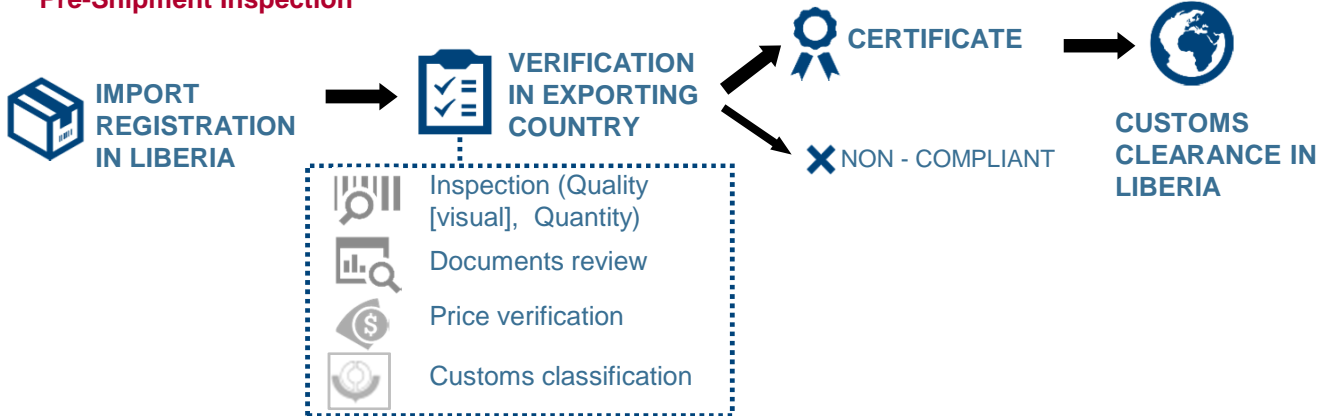 Pre-Shipment Inspection
IMPORT
REGISTRATION
IN LIBERIA
VERIFICATION
IN EXPORTING
COUNTRY
CERTIFICATE
NON - COMPLIANT
CUSTOMS
CLEARANCE IN
LIBERIA
Inspection (Quality
[visual], Quantity)
Documents review
Price verification
Customs classification